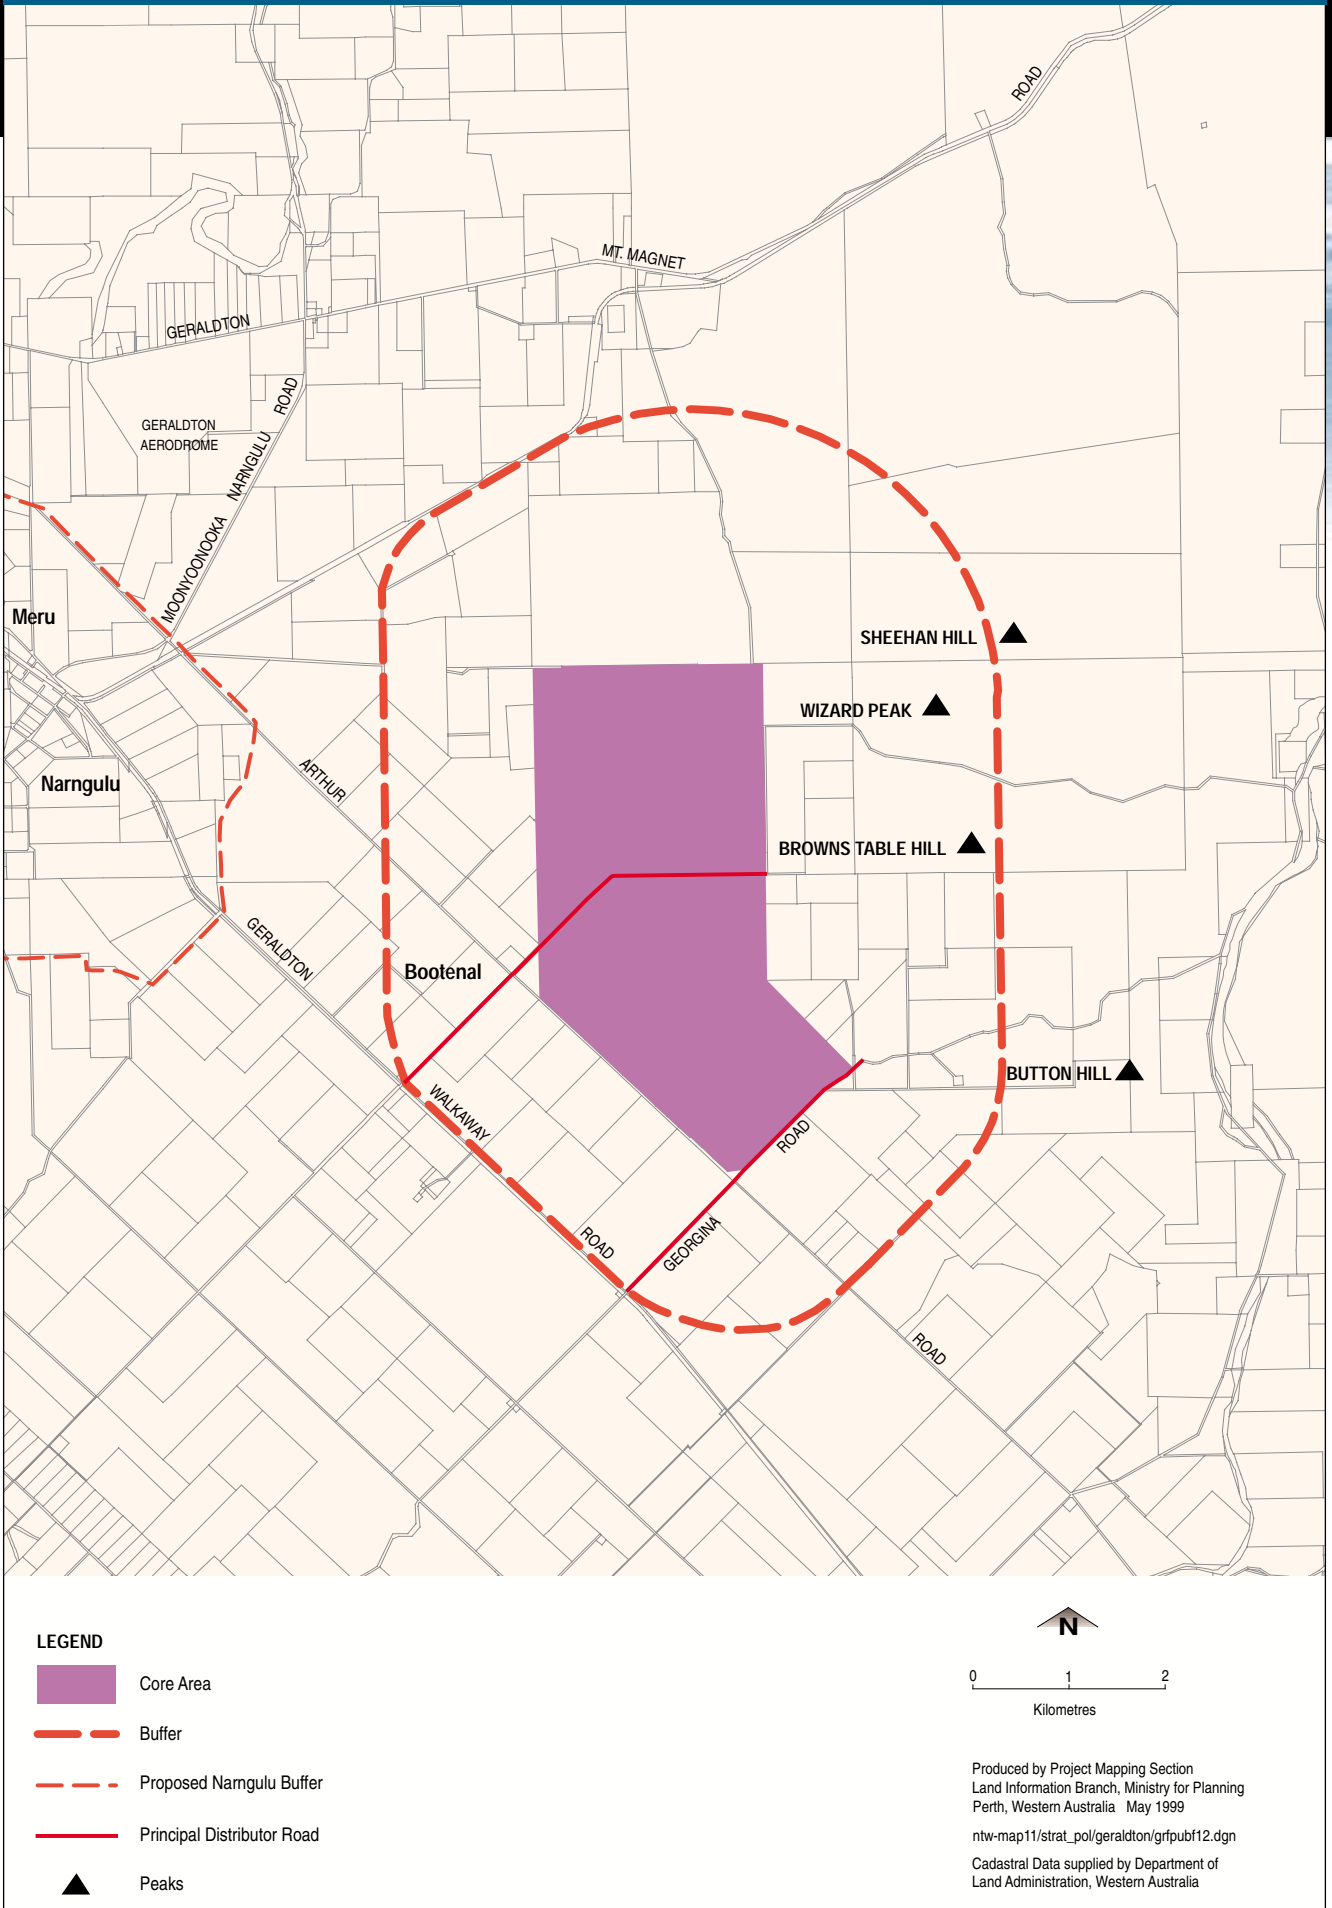 ROAD
MT. MAGNET
GERALDTON
ROAD
NARNGULU
MOONYOONOOKA
GERALDTON
AERODROME
Meru
SHEEHAN HILL
WIZARD PEAK
ARTHUR
Narngulu
BROWNS TABLE HILL
GERALDTON
Bootenal
BUTTON HILL
WALKAWAY
ROAD
ROAD
GEORGINA
ROAD
LEGEND
Core Area
Buffer
Proposed Narngulu Buffer
Principal Distributor Road
Peaks
N
0 1 2
Kilometres
Produced by Project Mapping Section
Land Information Branch, Ministry for Planning
Perth, Western Australia May 1999
ntw-map11/strat_pol/geraldton/grfpubf12.dgn
Cadastral Data supplied by Department of
Land Administration, Western Australia